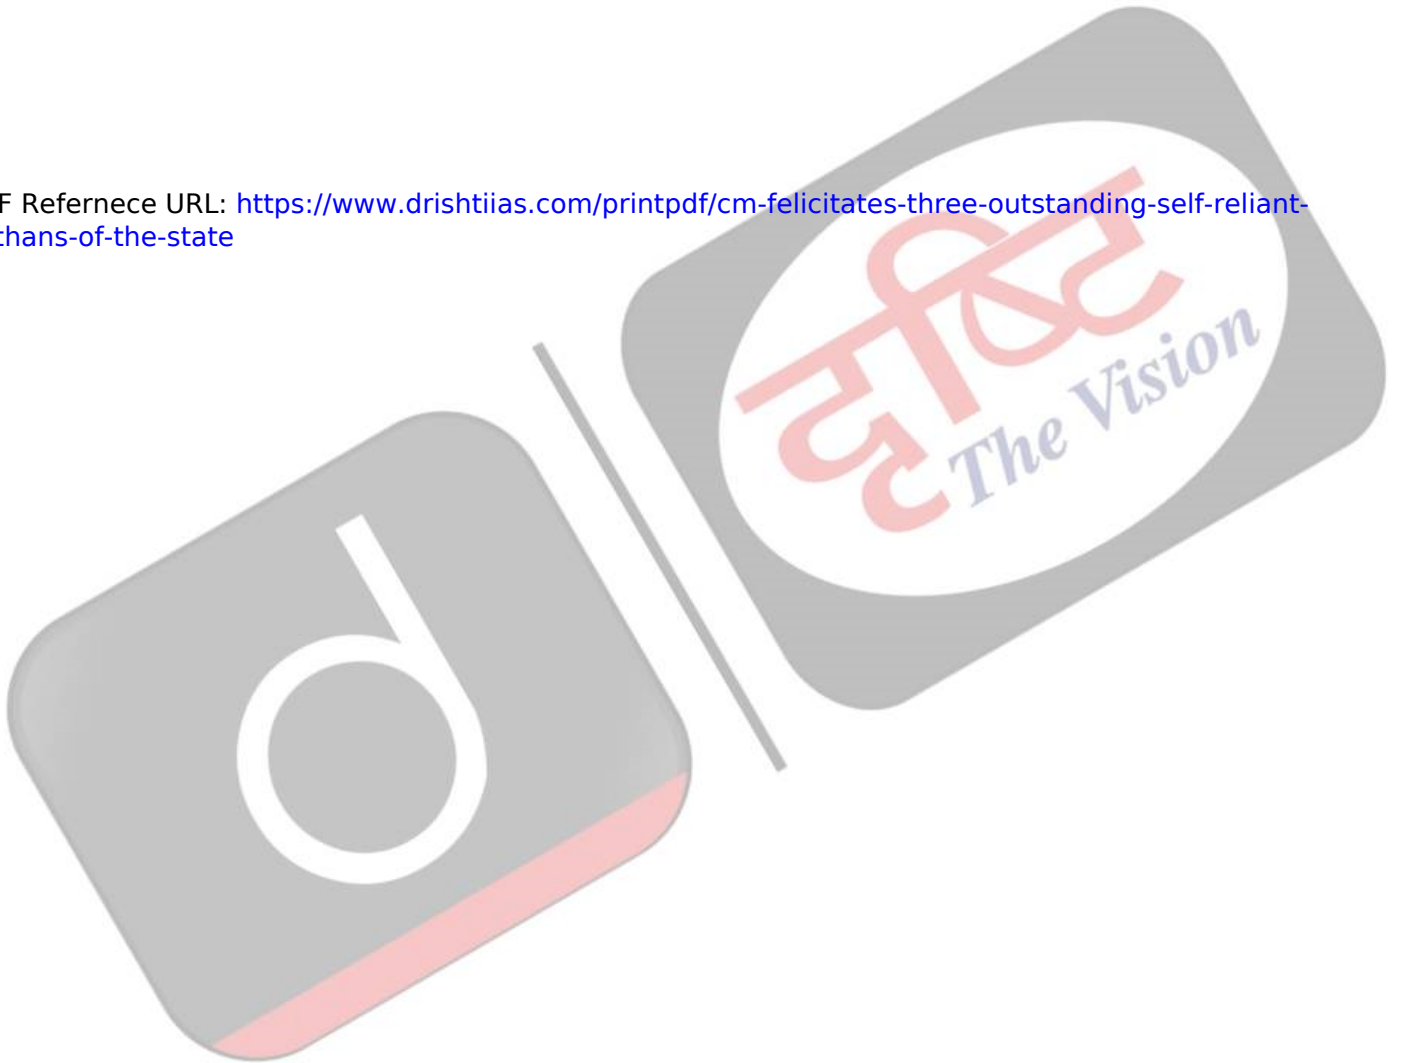 F Refernece URL: https://www.drishtiias.com/printpdf/cm-felicitates-three-outstanding-self-reliant-
thans-of-the-state
दृष्टि
The Vision
d